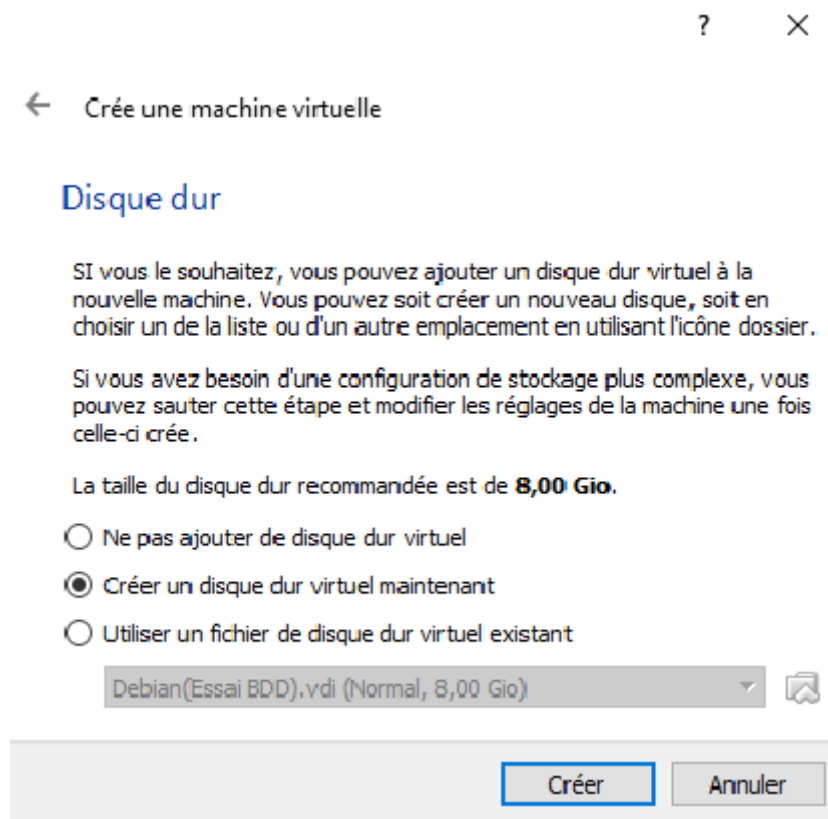 ?
Crée une machine virtuelle
Disque dur
SI vous le souhaitez, vous pouvez ajouter un disque dur virtuel à la
nouvelle machine. Vous pouvez soit créer un nouveau disque, soit en
choisir un de la liste ou d'un autre emplacement en utilisant l'icône dossier.
Si vous avez besoin d'une configuration de stockage plus complexe, vous
pouvez sauter cette étape et modifier les réglages de la machine une fois
celle-ci crée.
La taille du disque dur recommandée est de 8,00 Gio.
Ne pas ajouter de disque dur virtuel
Créer un disque dur virtuel maintenant
Utiliser un fichier de disque dur virtuel existant
Debian(Essai BDD).vdi (Normal, 8,00 Gio)
Créer Annuler